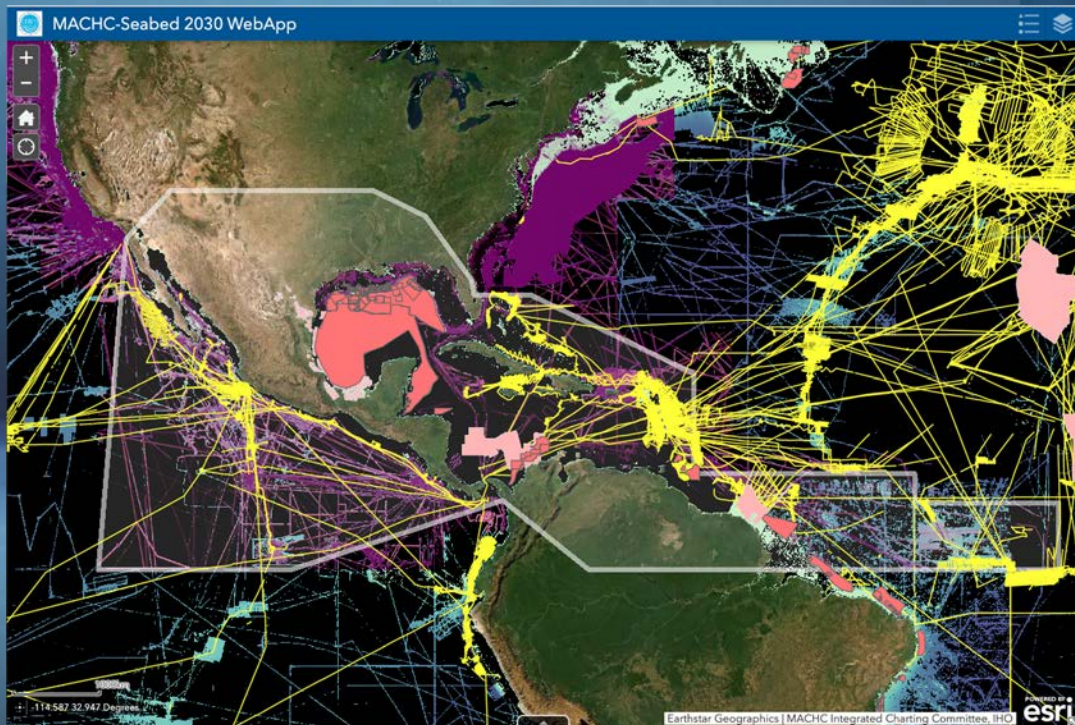 MACHC-Seabed 2030 WebApp
+
−
-114.587 32.947 Degrees
Earthstar Geographics | MACHC Integrated Charting Committee, IHO
POWERED BY
esri